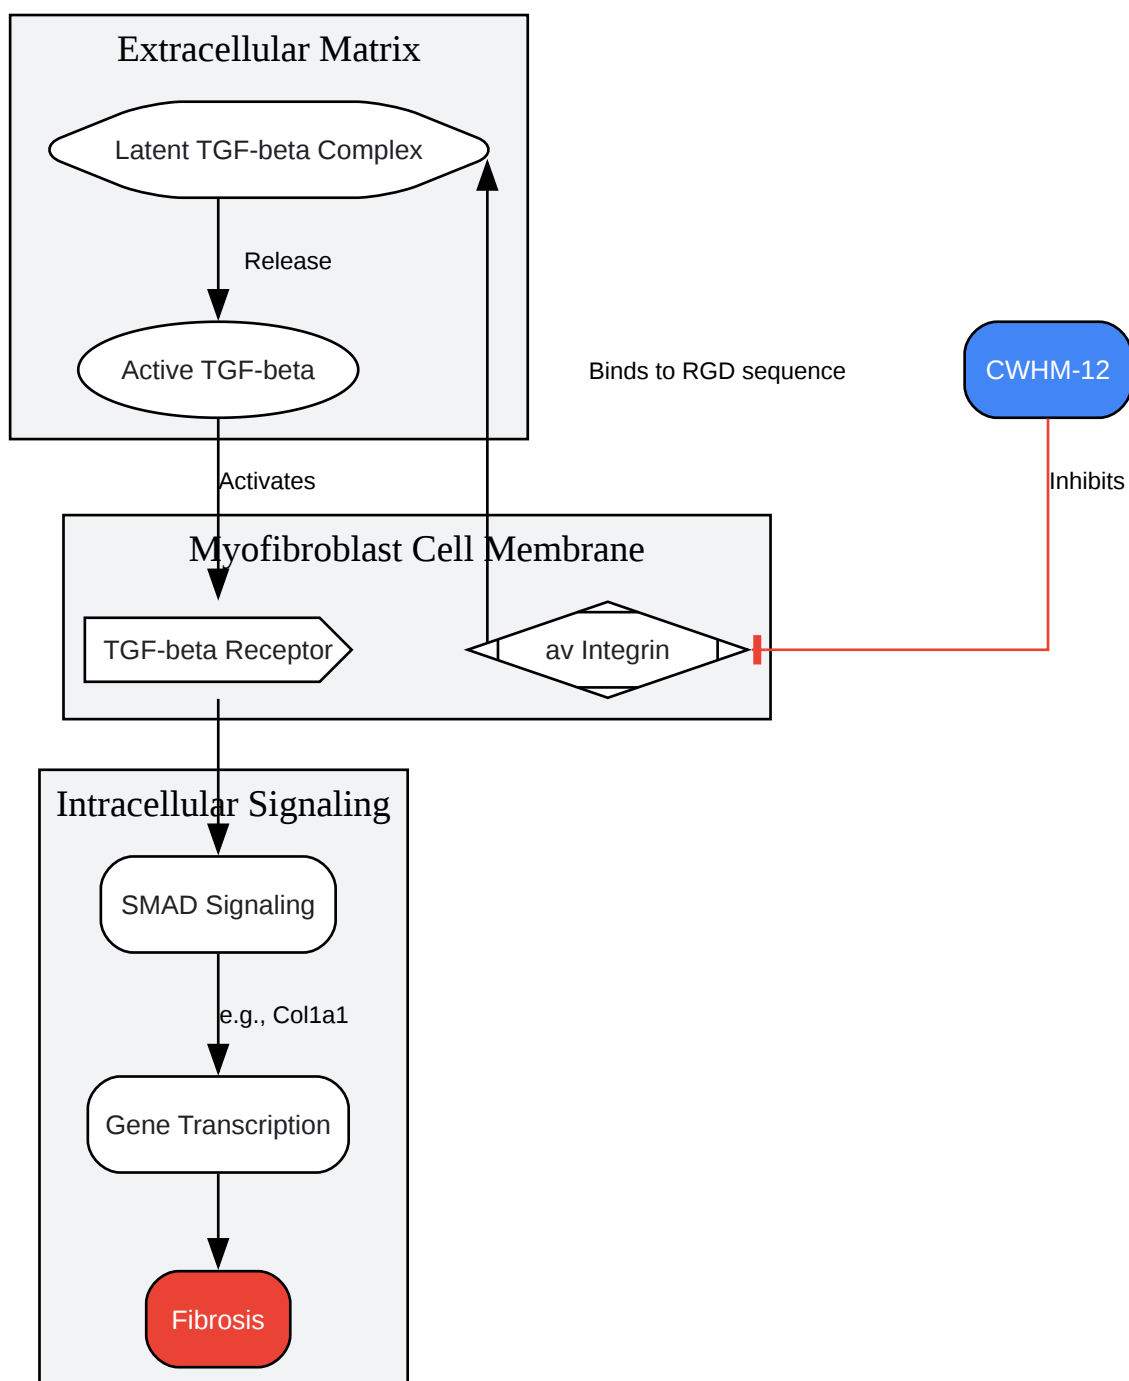 Extracellular Matrix
Latent TGF-beta Complex
Release
Active TGF-beta
Binds to RGD sequence
CWHM-12
Activates
Inhibits
Myofibroblast Cell Membrane
TGF-beta Receptor
av Integrin
Intracellular Signaling
SMAD Signaling
e.g., Col1a1
Gene Transcription
Fibrosis